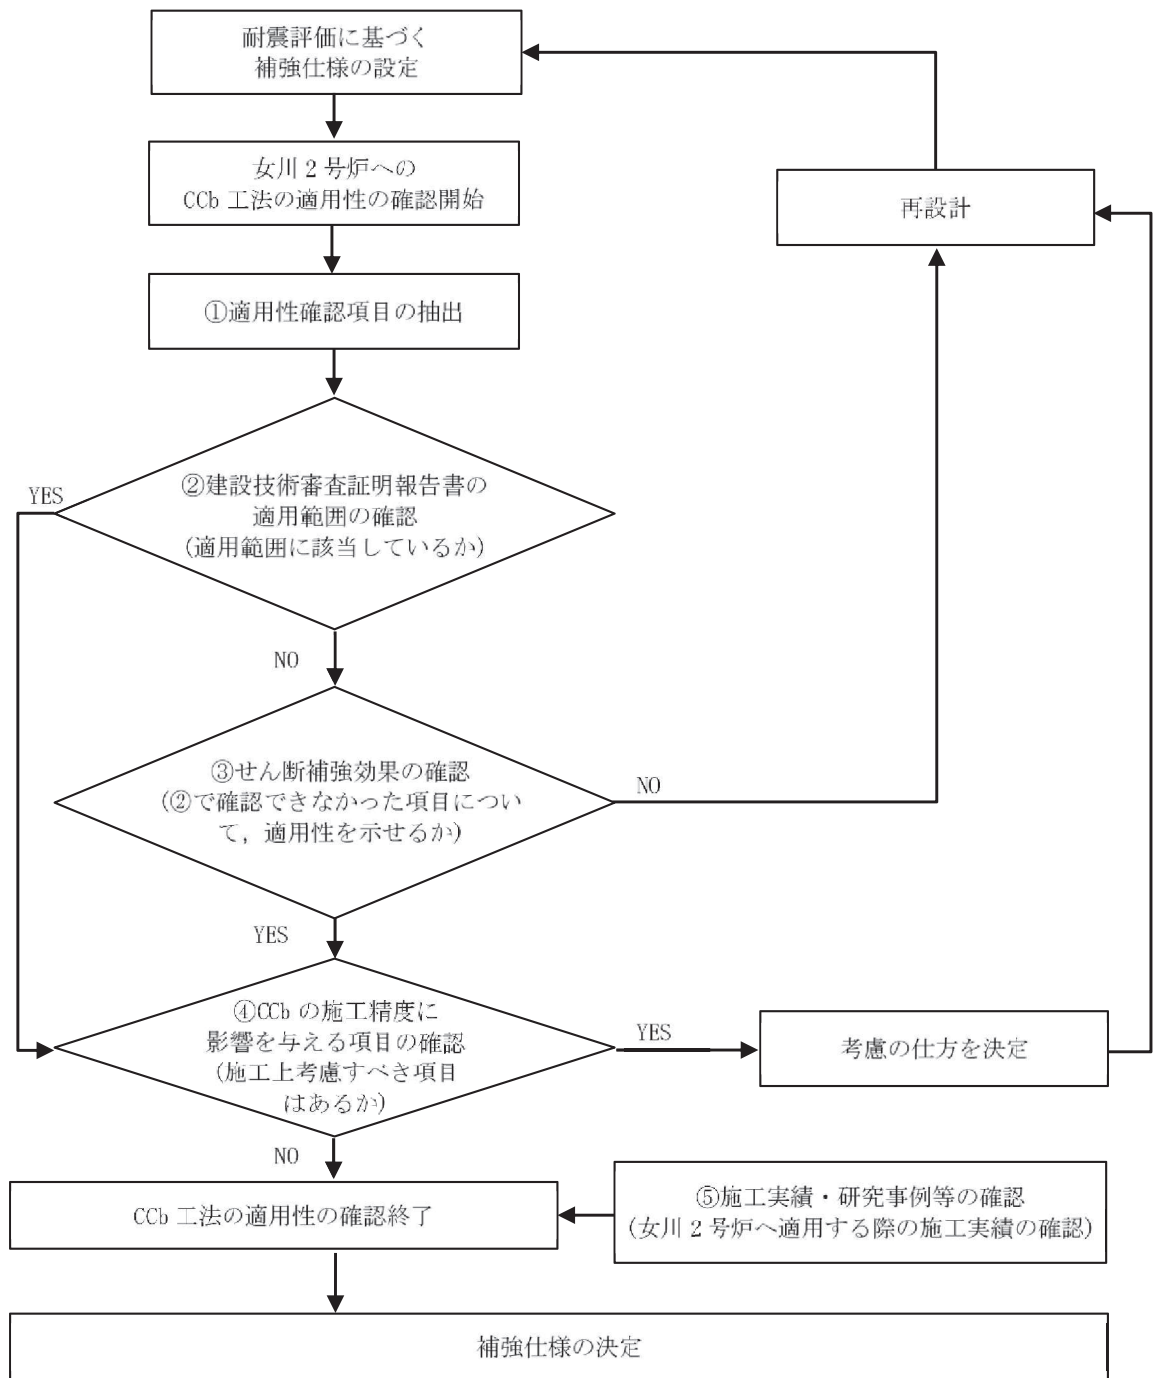 耐震評価に基づく
補強仕様の設定
女川２号炉への
CCb 工法の適用性の確認開始
再設計
①適用性確認項目の抽出
②建設技術審査証明報告書の
適用範囲の確認
(適用範囲に該当しているか)
YES
NO
③せん断補強効果の確認
(②で確認できなかった項目につい
て，適用性を示せるか)
NO
YES
④CCb の施工精度に
影響を与える項目の確認
(施工上考慮すべき項目
はあるか)
YES
考慮の仕方を決定
NO
CCb 工法の適用性の確認終了
⑤施工実績・研究事例等の確認
(女川２号炉へ適用する際の施工実績の確認)
補強仕様の決定